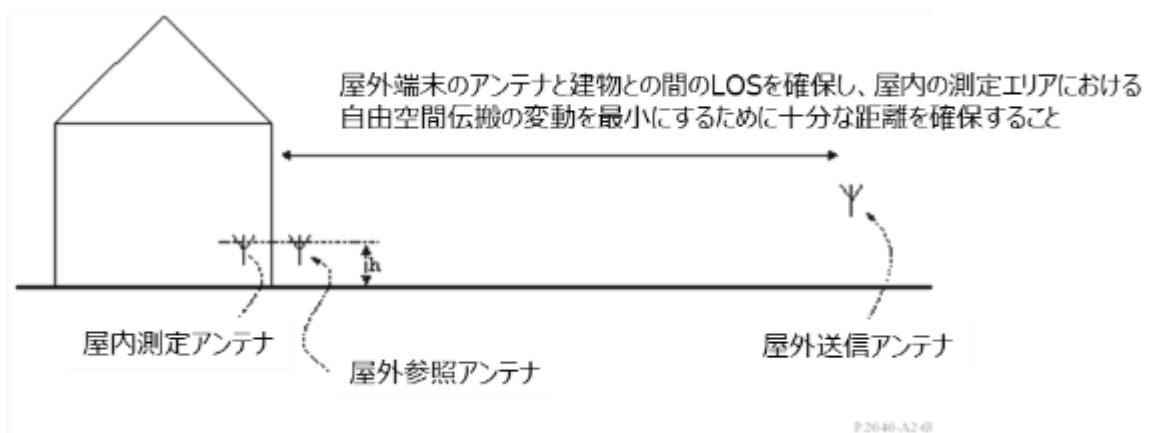 屋外端末のアンテナと建物との間のLOSを確保し、屋内の測定エリアにおける
自由空間伝搬の変動を最小にするために十分な距離を確保すること
h
屋内測定アンテナ
屋外参照アンテナ
屋外送信アンテナ